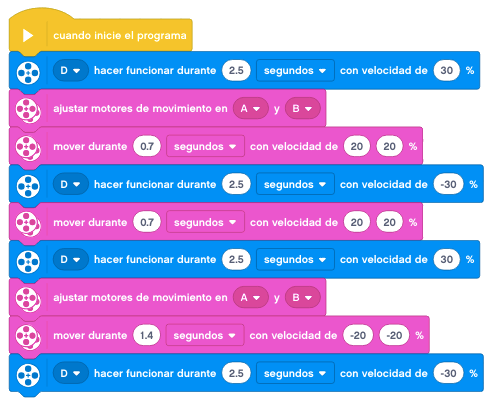 cuando inicie el programa
D hacer funcionar durante 2.5 segundos con velocidad de 30 %
ajustar motores de movimiento en A y B
mover durante 0.7 segundos con velocidad de 20 20 %
D hacer funcionar durante 2.5 segundos con velocidad de -30 %
mover durante 0.7 segundos con velocidad de 20 20 %
D hacer funcionar durante 2.5 segundos con velocidad de 30 %
ajustar motores de movimiento en A y B
mover durante 1.4 segundos con velocidad de -20 -20 %
D hacer funcionar durante 2.5 segundos con velocidad de -30 %